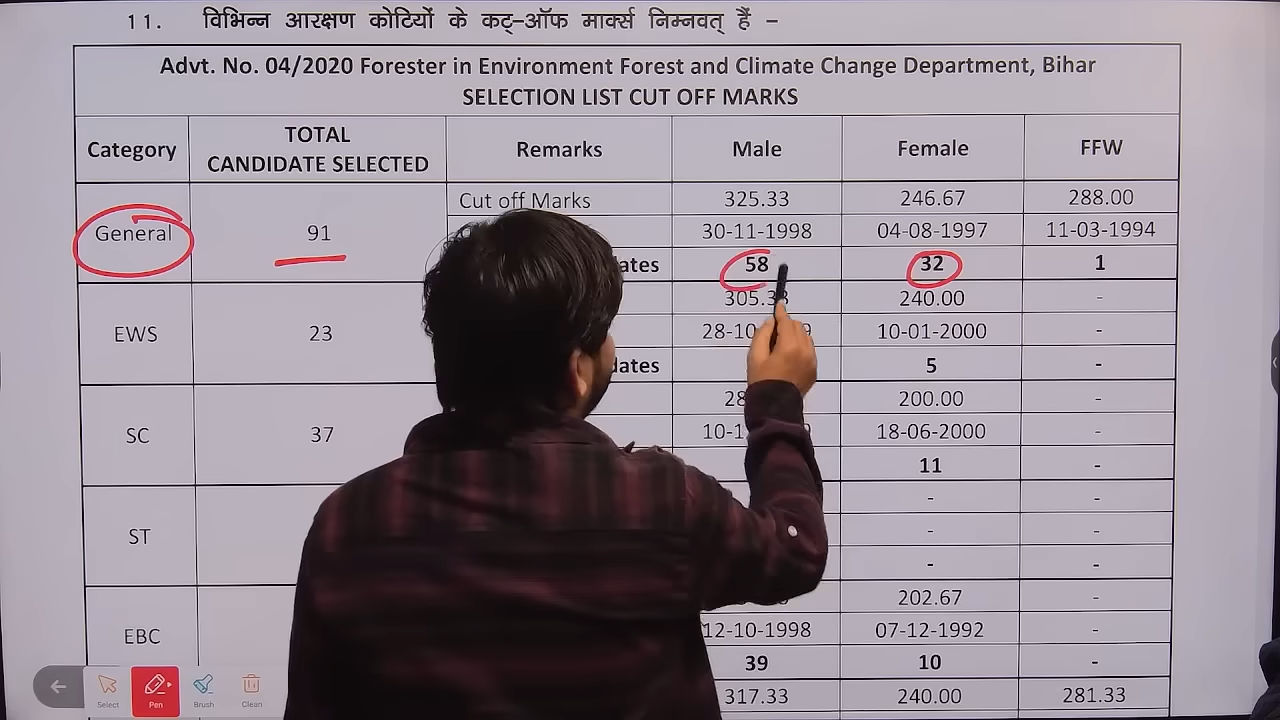 11. विभिन्न आरक्षण कोटियों के कट्-ऑफ मार्क्स निम्नवत् हैं –
Advt. No. 04/2020 Forester in Environment Forest and Climate Change Department, Bihar
SELECTION LIST CUT OFF MARKS
Category TOTAL CANDIDATE SELECTED Remarks Male Female FFW
Cut off Marks 325.33 246.67 288.00
General 91 30-11-1998 04-08-1997 11-03-1994
58 32 1
240.00 -
EWS 23 10-01-2000 -
5 -
200.00 -
SC 37 18-06-2000 -
11 -
- -
ST - -
- -
202.67 -
EBC 12-10-1998 07-12-1992 -
39 10 -
317.33 240.00 281.33
Select Pen Brush Clean